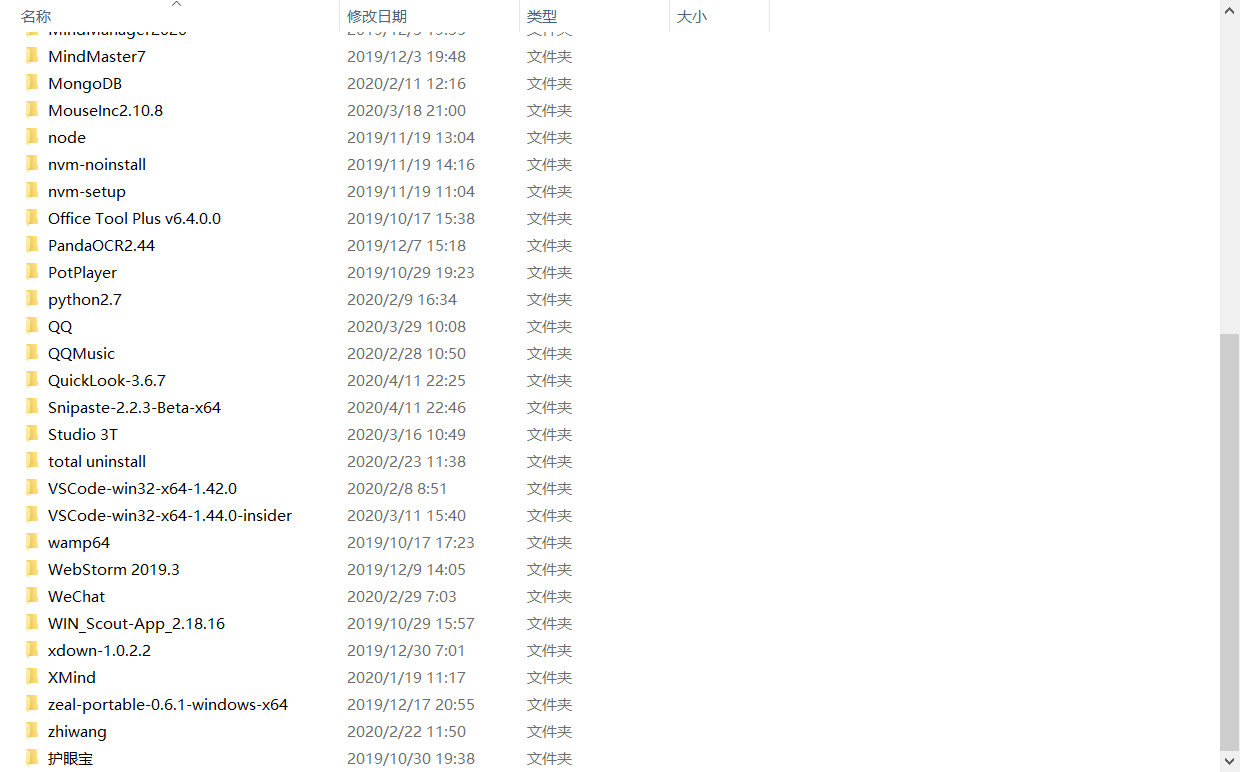 名称 修改日期 类型 大小
MindMaster7 2019/12/3 19:48 文件夹
MongoDB 2020/2/11 12:16 文件夹
MouseInc2.10.8 2020/3/18 21:00 文件夹
node 2019/11/19 13:04 文件夹
nvm-noinstall 2019/11/19 14:16 文件夹
nvm-setup 2019/11/19 11:04 文件夹
Office Tool Plus v6.4.0.0 2019/10/17 15:38 文件夹
PandaOCR2.44 2019/12/7 15:18 文件夹
PotPlayer 2019/10/29 19:23 文件夹
python2.7 2020/2/9 16:34 文件夹
QQ 2020/3/29 10:08 文件夹
QQMusic 2020/2/28 10:50 文件夹
QuickLook-3.6.7 2020/4/11 22:25 文件夹
Snipaste-2.2.3-Beta-x64 2020/4/11 22:46 文件夹
Studio 3T 2020/3/16 10:49 文件夹
total uninstall 2020/2/23 11:38 文件夹
VSCode-win32-x64-1.42.0 2020/2/8 8:51 文件夹
VSCode-win32-x64-1.44.0-insider 2020/3/11 15:40 文件夹
wamp64 2019/10/17 17:23 文件夹
WebStorm 2019.3 2019/12/9 14:05 文件夹
WeChat 2020/2/29 7:03 文件夹
WIN_Scout-App_2.18.16 2019/10/29 15:57 文件夹
xdown-1.0.2.2 2019/12/30 7:01 文件夹
XMind 2020/1/19 11:17 文件夹
zeal-portable-0.6.1-windows-x64 2019/12/17 20:55 文件夹
zhiwang 2020/2/22 11:50 文件夹
护眼宝 2019/10/30 19:38 文件夹